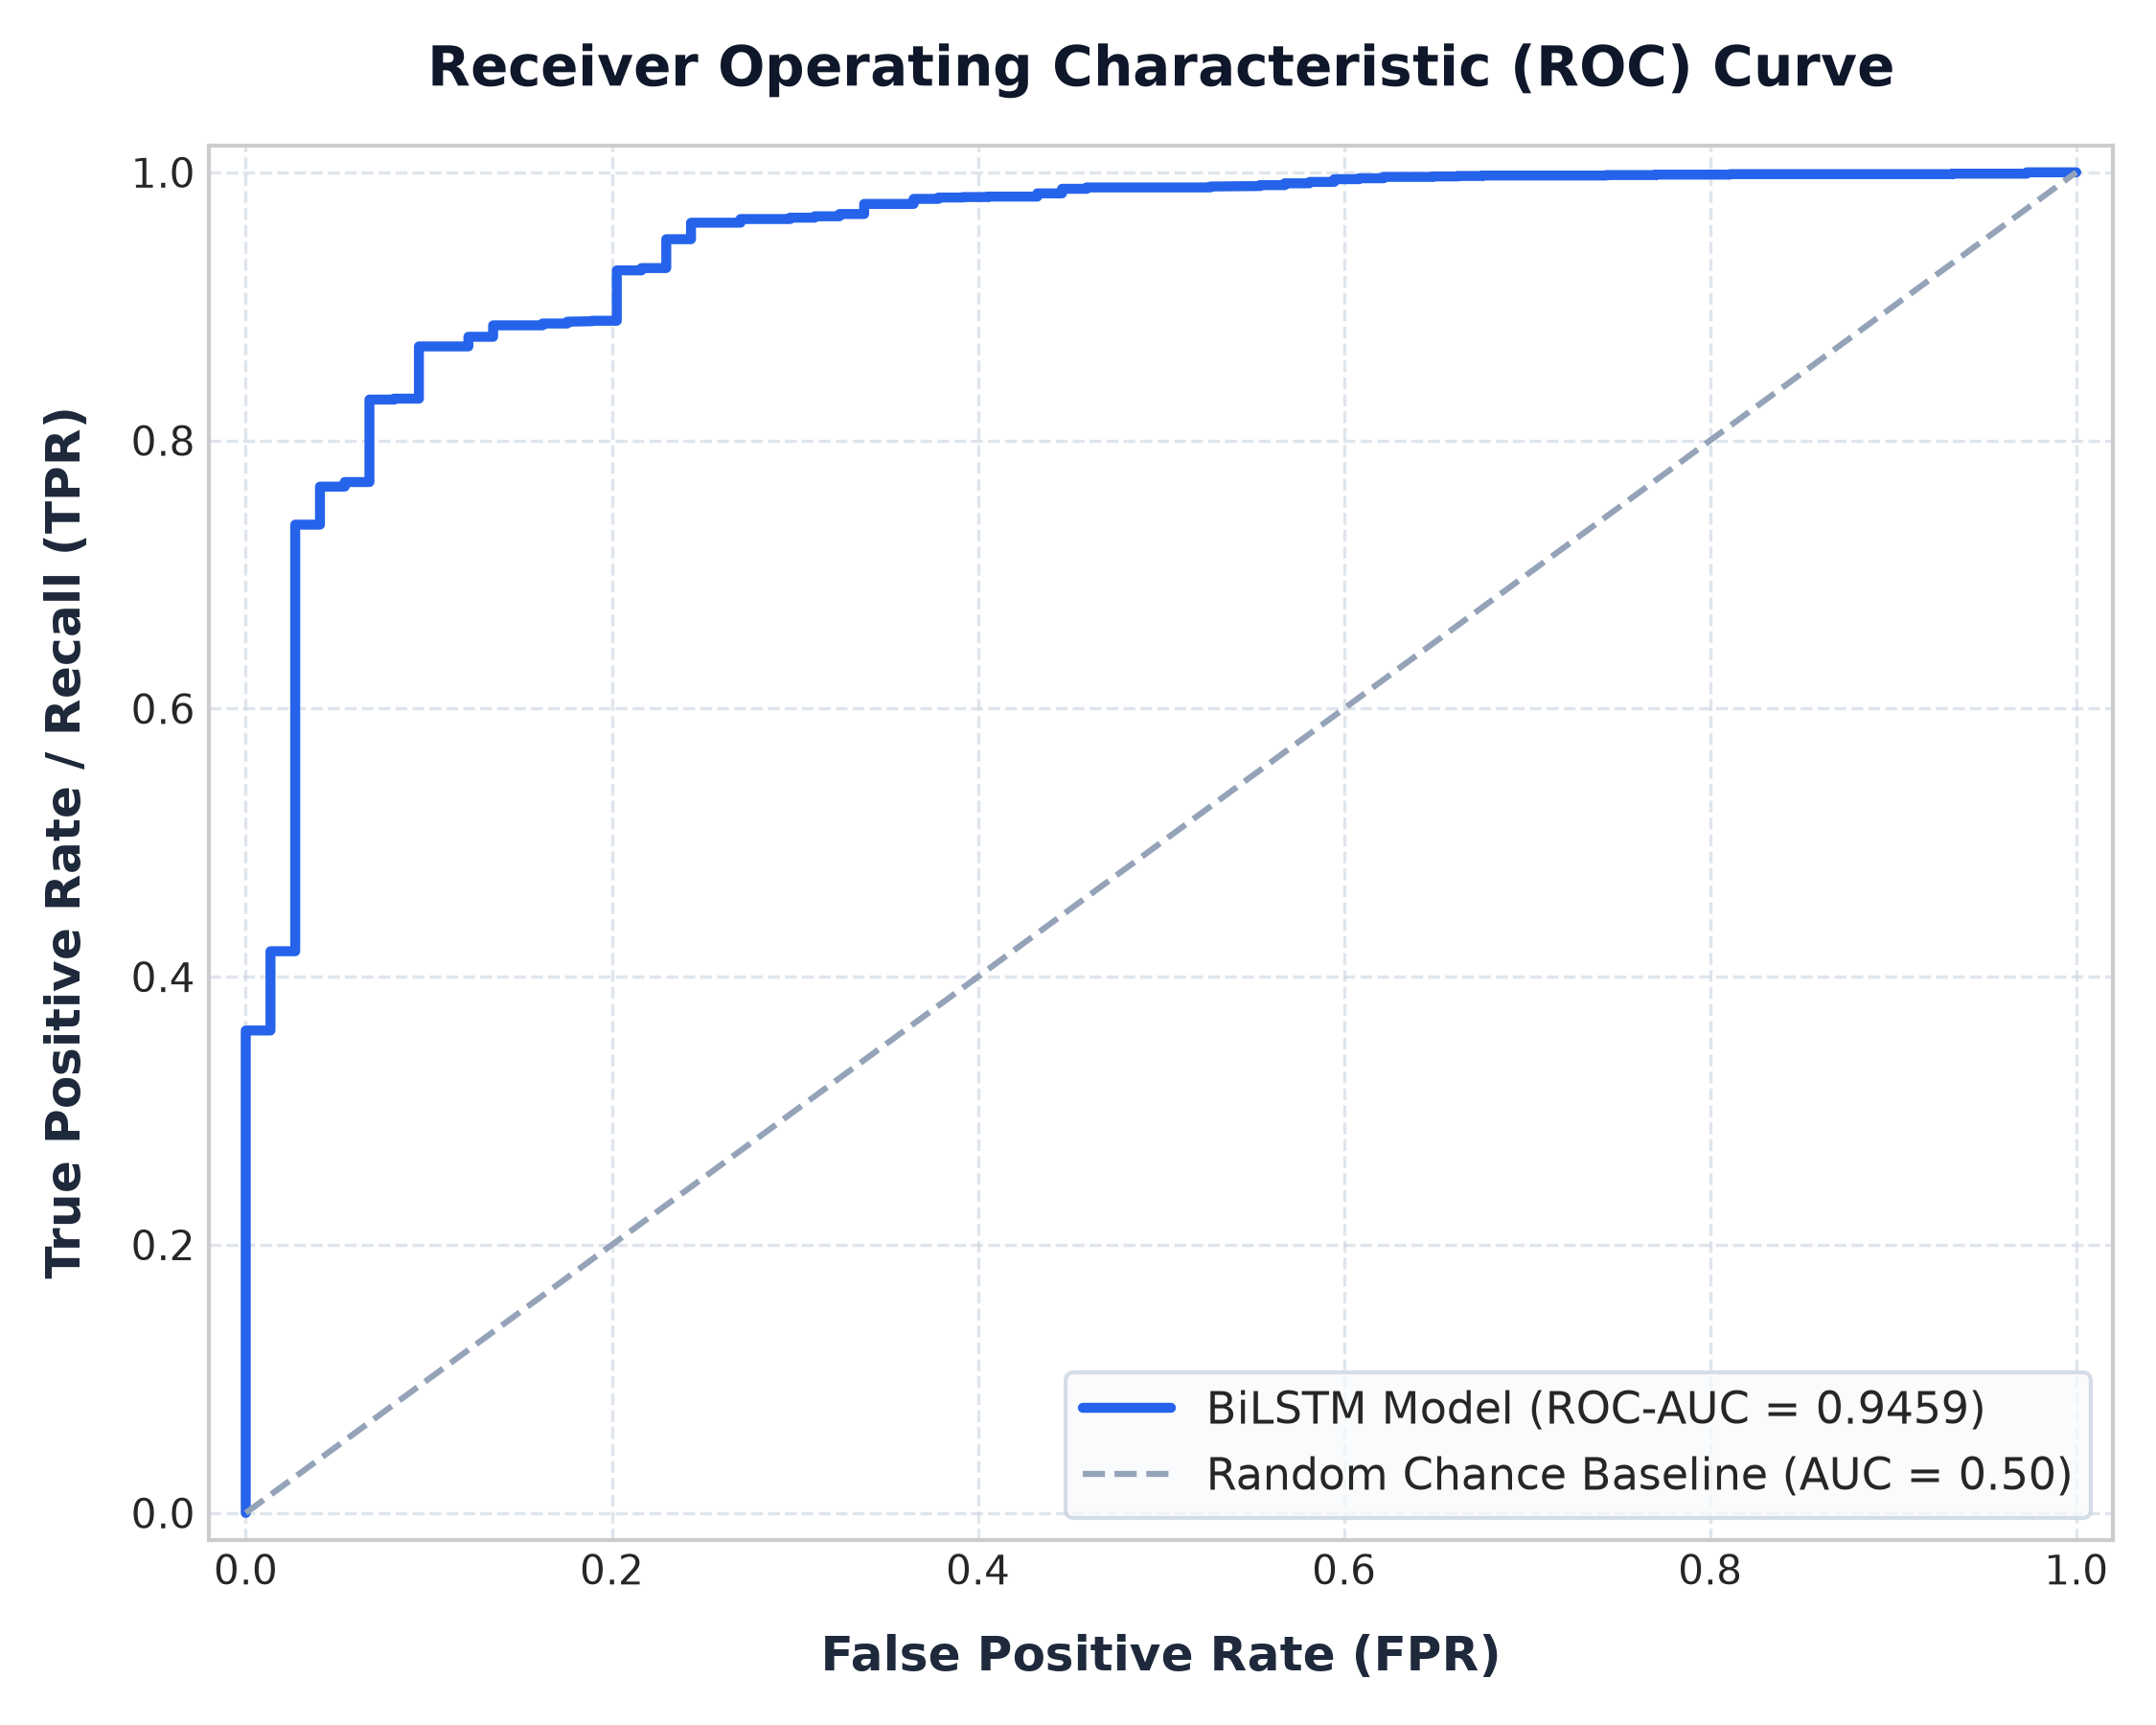 Receiver Operating Characteristic (ROC) Curve
True Positive Rate / Recall (TPR)
1.0
0.8
0.6
0.4
0.2
0.0
0.0 0.2 0.4 0.6 0.8 1.0
False Positive Rate (FPR)
BiLSTM Model (ROC-AUC = 0.9459)
Random Chance Baseline (AUC = 0.50)